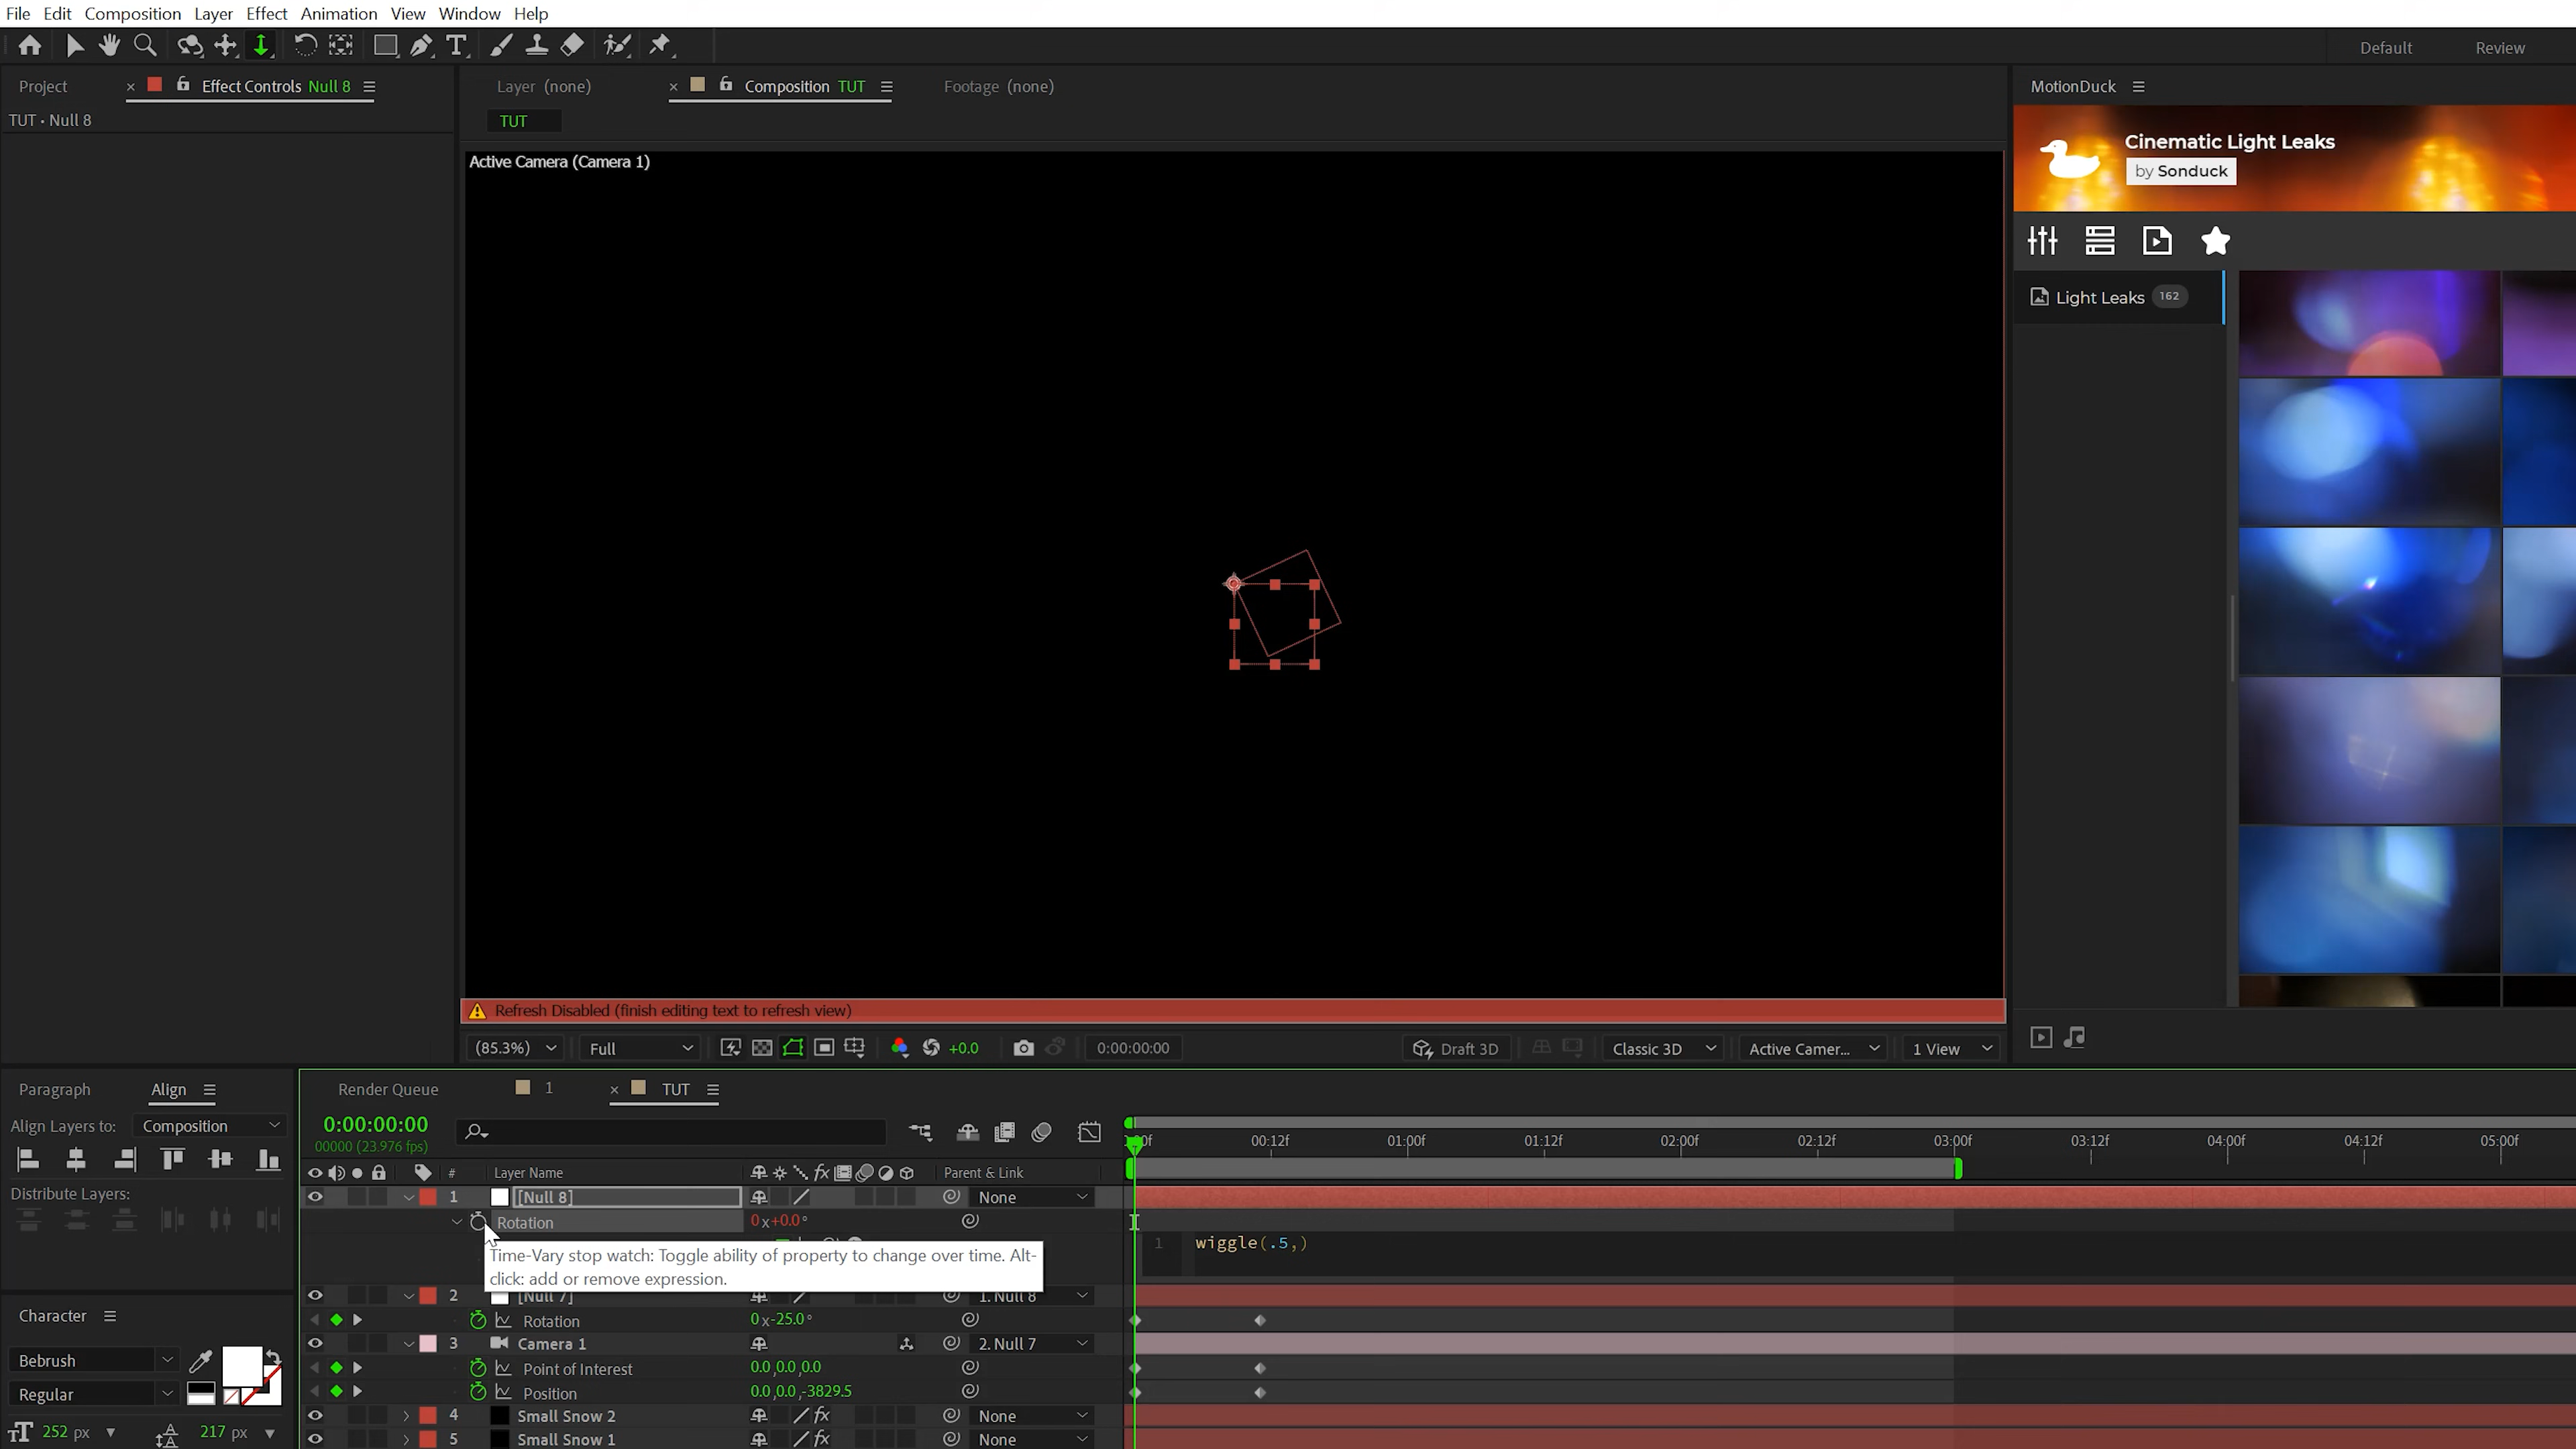 File Edit Composition Layer Effect Animation View Window Help
Default Review
Project Effect Controls Null 8
Layer (none) Composition TUT Footage (none)
MotionDuck
TUT • Null 8
TUT
Active Camera (Camera 1)
Cinematic Light Leaks
by Sonduck
Light Leaks 162
Refresh Disabled (finish editing text to refresh view)
(85.3%) Full +0.0 0:00:00:00 Draft 3D Classic 3D Active Camer... 1 View
Paragraph Align
Render Queue 1 TUT
Align Layers to: Composition
0:00:00:00
00000 (23.976 fps)
00:12f 01:00f 01:12f 02:00f 02:12f 03:00f 03:12f 04:00f 04:12f 05:00f
# Layer Name fx Parent & Link
Distribute Layers:
1 [Null 8] None
Rotation 0x+0.0°
1 wiggle(.5,)
Time-Vary stop watch: Toggle ability of property to change over time. Alt-
click: add or remove expression.
2 [Null 7] 1. Null 8
Rotation 0x-25.0°
3 Camera 1 2. Null 7
Point of Interest 0.0,0.0,0.0
Position 0.0,0.0,-3829.5
4 Small Snow 2 fx None
5 Small Snow 1 fx None
Character
Bebrush
Regular
252 px 217 px